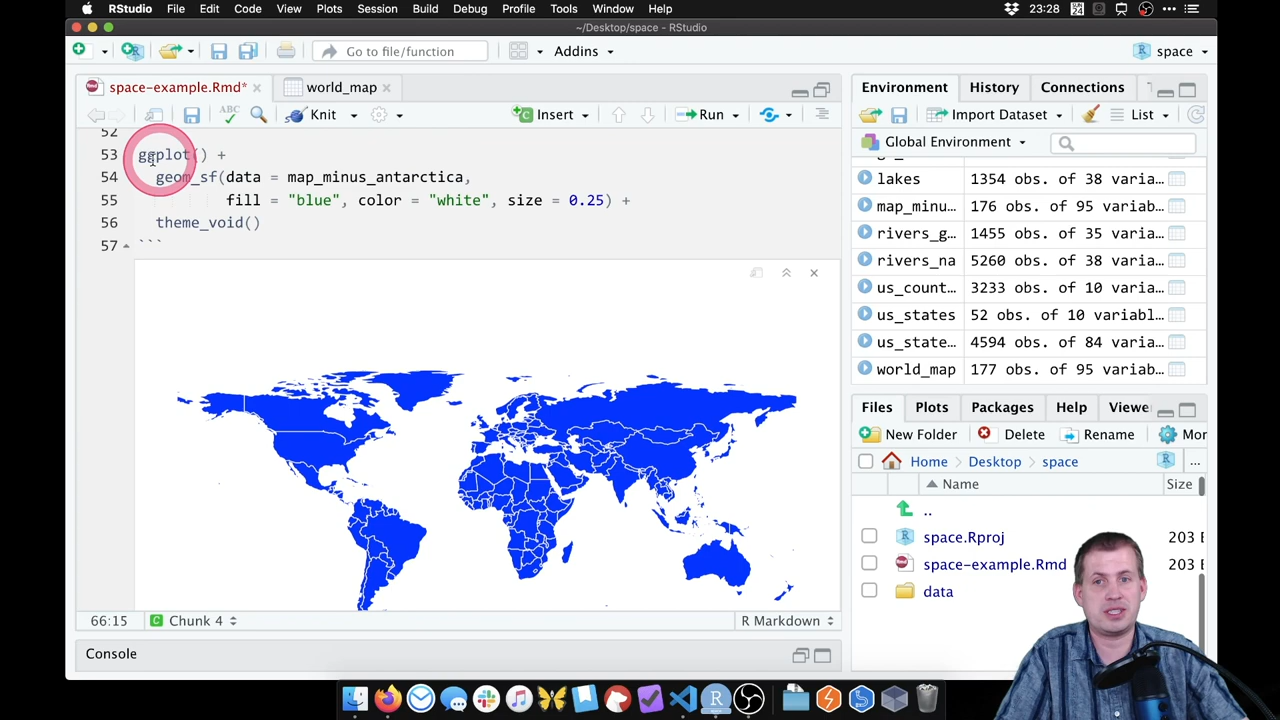 RStudio File Edit Code View Plots Session Build Debug Profile Tools Window Help 23:28
~/Desktop/space - RStudio
Go to file/function Addins space
space-example.Rmd* world_map
Environment History Connections
Knit Insert Run
Import Dataset List
Global Environment
52
53 ggplot() +
54 geom_sf(data = map_minus_antarctica,
55 fill = "blue", color = "white", size = 0.25) +
56 theme_void()
57 ```
lakes 1354 obs. of 38 varia…
map_minu… 176 obs. of 95 variab…
rivers_g… 1455 obs. of 35 varia…
rivers_na 5260 obs. of 38 varia…
us_count… 3233 obs. of 10 varia…
us_states 52 obs. of 10 variabl…
us_state… 4594 obs. of 84 varia…
world_map 177 obs. of 95 variab…
Files Plots Packages Help Viewe
New Folder Delete Rename Mor
Home Desktop space ...
Name Size
..
space.Rproj 203
space-example.Rmd 203
data
66:15 Chunk 4 R Markdown
Console